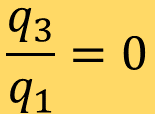 q₃/q₁ = 0